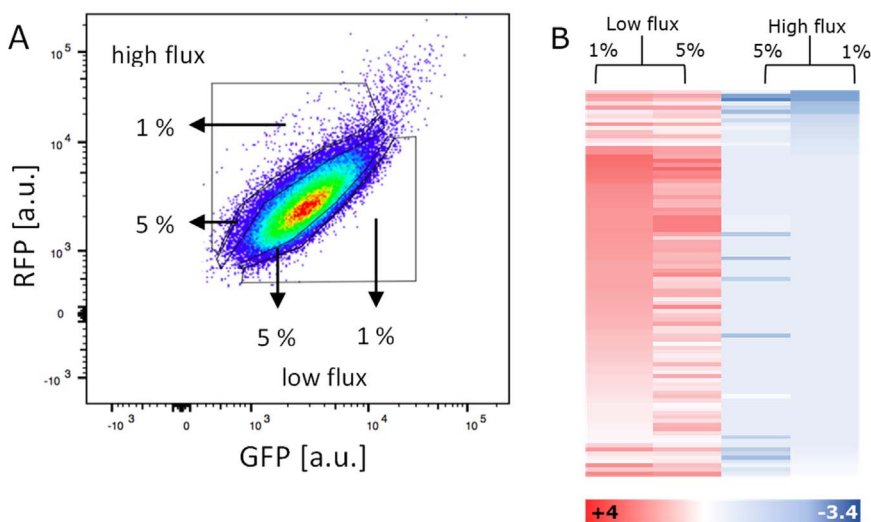 A
high flux
10 5
10 4
10 3
0
-10 3
1 %
5 %
5 %
1 %
low flux
-10 3
0
10 3
10 4
10 5
RFP [a.u.]
GFP [a.u.]
B
Low flux
High flux
1%
5%
5%
1%
+4
-3.4